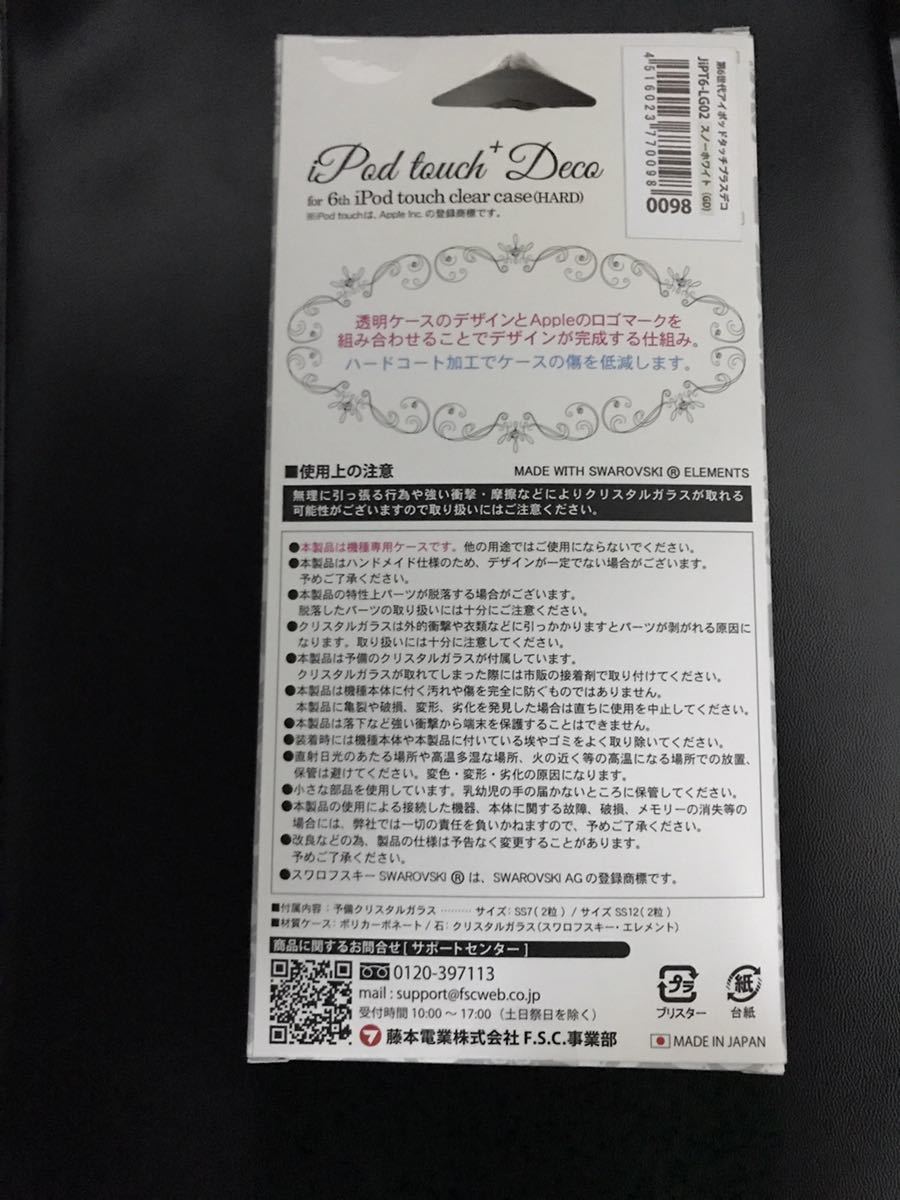 iPod touch+ Deco
for 6th iPod touch clear case(HARD)
※iPod touchは、Apple Inc. の登録商標です。
第6世代アイポッドタッチプラスデコ
JiPT6-LG02 スノーホワイト (GD)
4516023770098
0098
透明ケースのデザインとAppleのロゴマークを
組み合わせることでデザインが完成する仕組み。
ハードコート加工でケースの傷を低減します。
■使用上の注意
MADE WITH SWAROVSKI ® ELEMENTS
無理に引っ張る行為や強い衝撃・摩擦などによりクリスタルガラスが取れる
可能性がございますので取り扱いにはご注意ください。
●本製品は機種専用ケースです。他の用途ではご使用にならないでください。
●本製品はハンドメイド仕様のため、デザインが一定でない場合がございます。
予めご了承ください。
●本製品の特性上パーツが脱落する場合がございます。
脱落したパーツの取り扱いには十分にご注意ください。
●クリスタルガラスは外的衝撃や衣類などに引っかかりますとパーツが剥がれる原因に
なります。取り扱いには十分に注意してください。
●本製品は予備のクリスタルガラスが付属しています。
クリスタルガラスが取れてしまった際には市販の接着剤で取り付けてください。
●本製品は機種本体に付く汚れや傷を完全に防ぐものではありません。
本製品に亀裂や破損、変形、劣化を発見した場合は直ちに使用を中止してください。
●本製品は落下など強い衝撃から端末を保護することはできません。
●装着時には機種本体や本製品に付いている埃やゴミをよく取り除いてください。
●直射日光のあたる場所や高温多湿な場所、火の近く等の高温になる場所での放置、
保管は避けてください。変色・変形・劣化の原因になります。
●小さな部品を使用しています。乳幼児の手の届かないところに保管してください。
●本製品の使用による接続した機器、本体に関する故障、破損、メモリーの消失等の
場合には、弊社では一切の責任を負いかねますので、予めご了承ください。
●改良などの為、製品の仕様は予告なく変更することがあります。
予めご了承ください。
●スワロフスキー SWAROVSKI ® は、SWAROVSKI AG の登録商標です。
■付属内容：予備クリスタルガラス ……… サイズ：SS7（2粒）/ サイズ SS12（2粒）
■材質ケース：ポリカーボネート / 石：クリスタルガラス（スワロフスキー・エレメント）
商品に関するお問合せ [ サポートセンター ]
0120-397113
mail : support@fscweb.co.jp
受付時間 10:00 〜 17:00（土日祭日を除く）
藤本電業株式会社 F.S.C.事業部
プラ
ブリスター
紙
台紙
MADE IN JAPAN